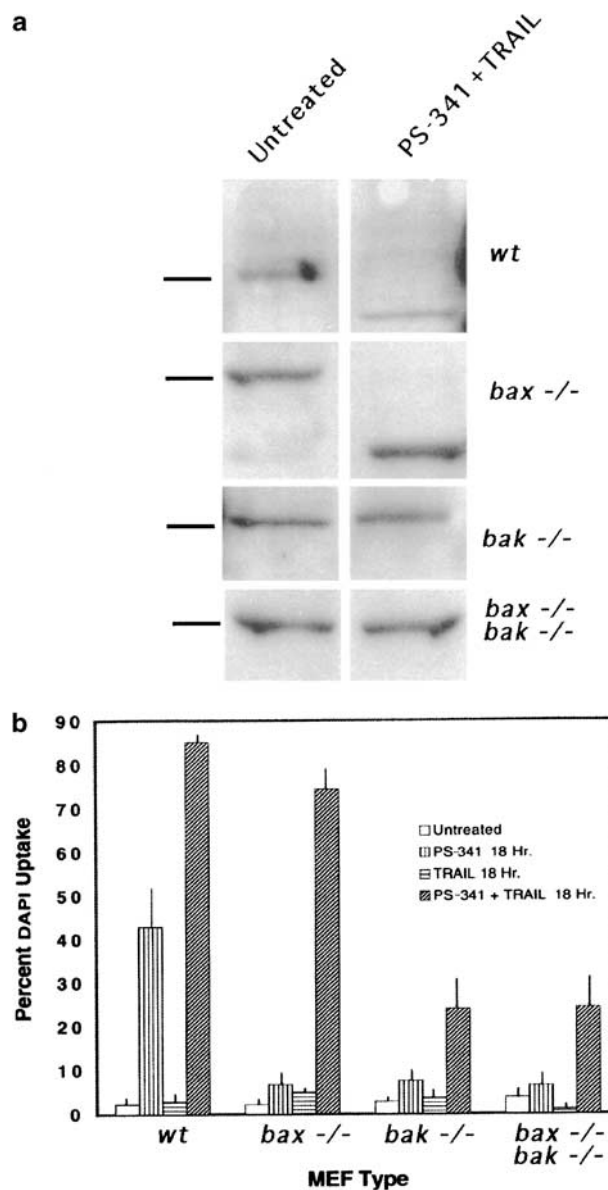 a
Untreated
PS-341 + TRAIL
wt
bax -/-
bak -/-
bax -/-
bak -/-
b
90
80
70
60
50
40
30
20
10
0
Percent DAPI Uptake
Untreated
PS-341 18 Hr.
TRAIL 18 Hr.
PS-341 + TRAIL 18 Hr.
wt
bax -/-
bak -/-
bax -/-
bak -/-
MEF Type